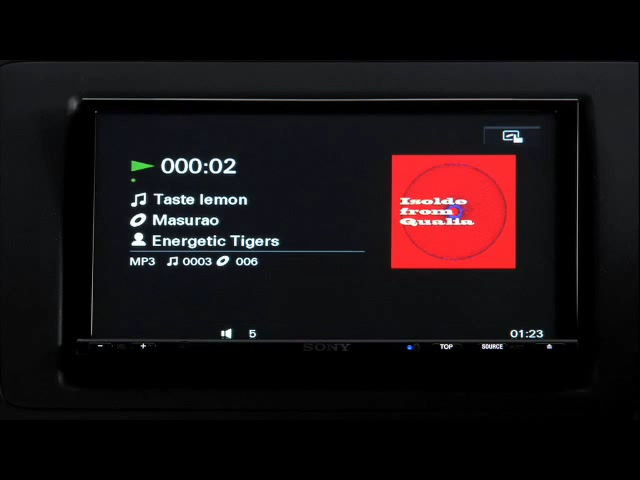 000:02
Taste lemon
Masurao
Energetic Tigers
MP3 0003 006
Isolde
from
Qualia
5 01:23
SONY
- + TOP SOURCE